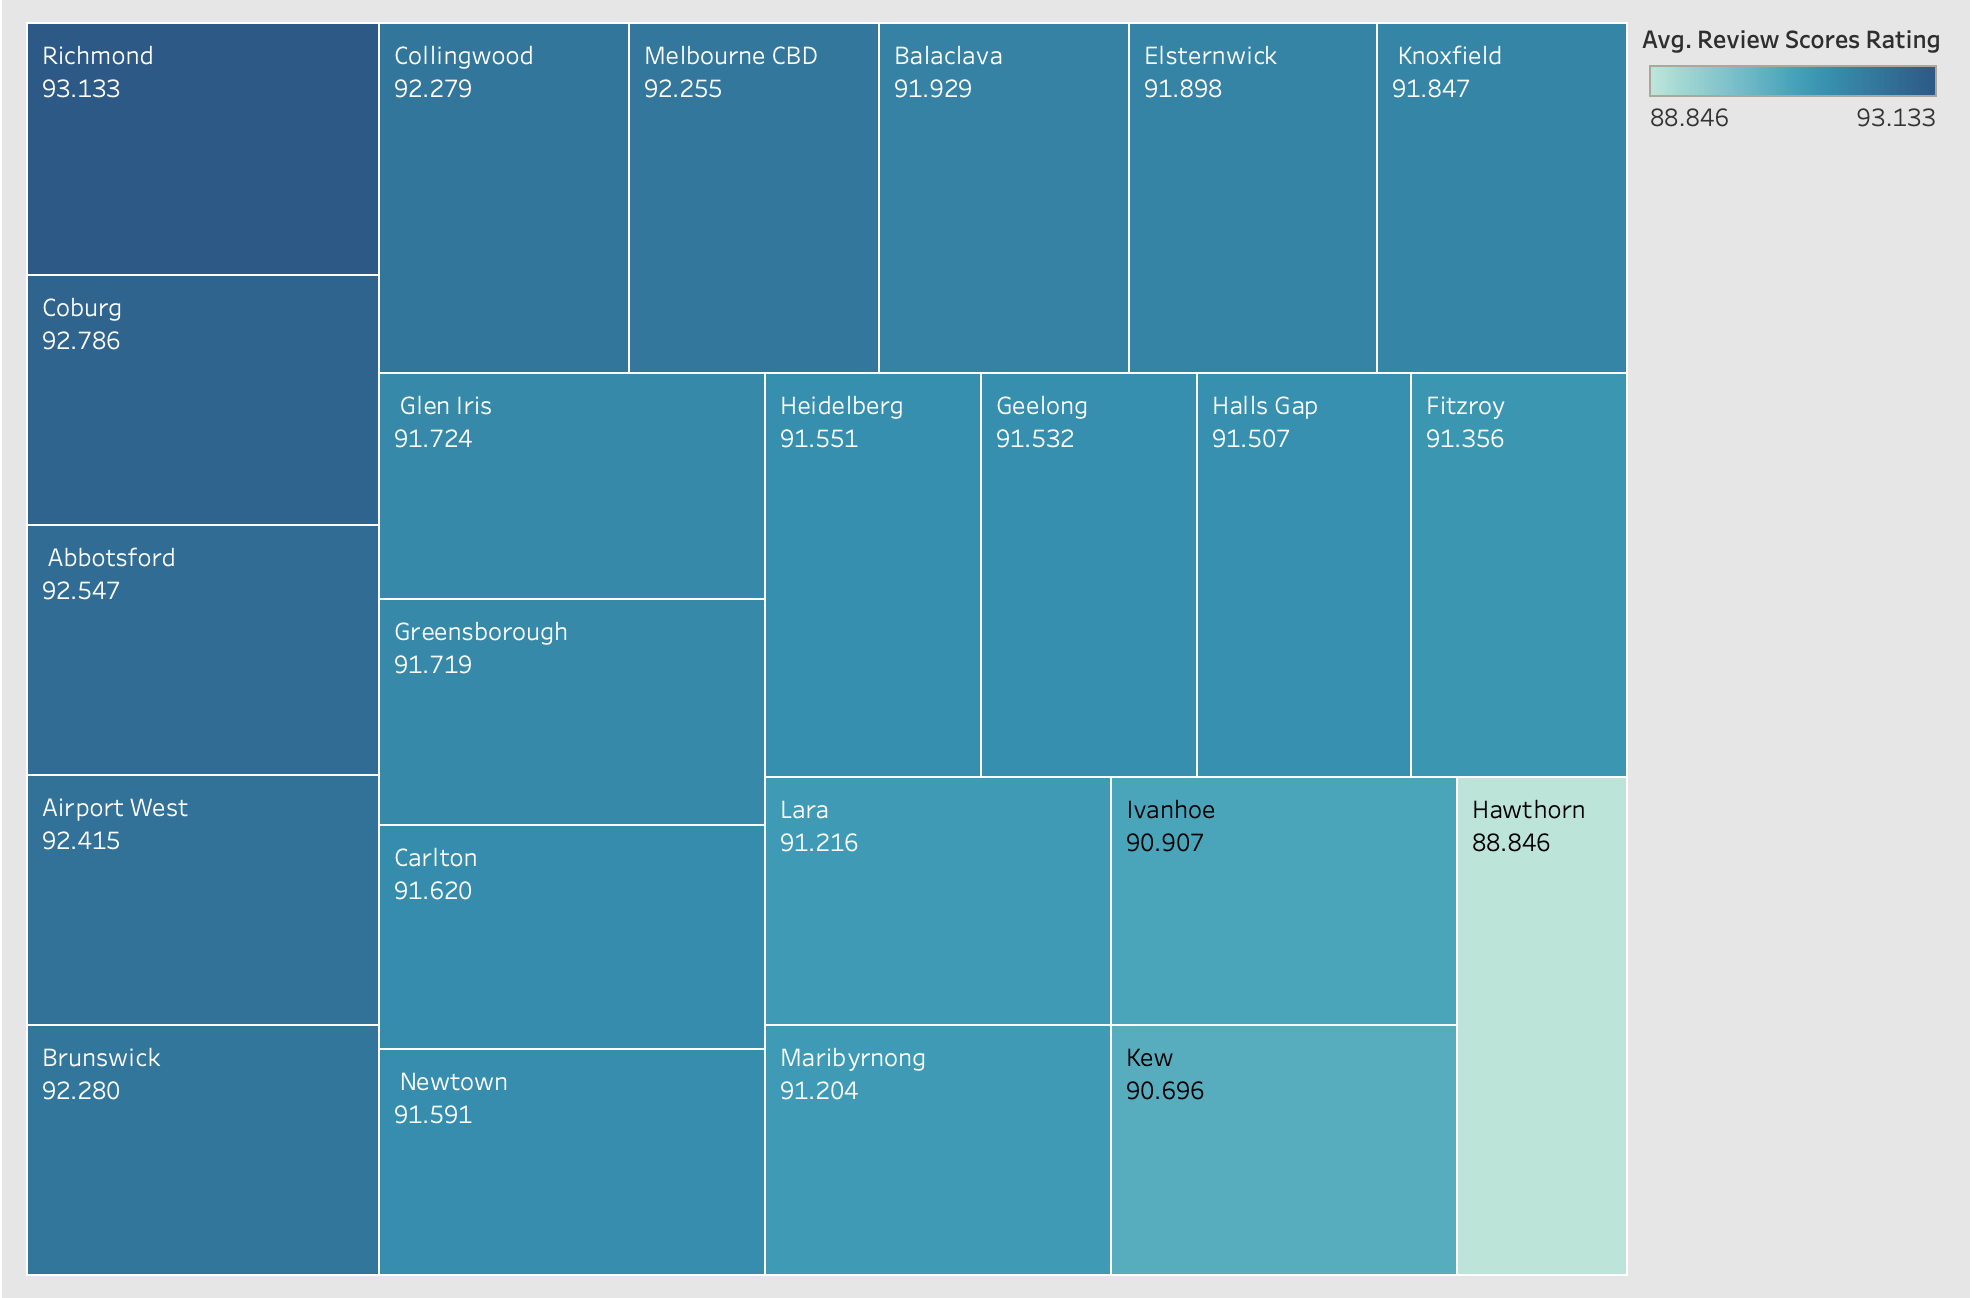 Richmond
93.133
Collingwood
92.279
Melbourne CBD
92.255
Balaclava
91.929
Elsternwick
91.898
Knoxfield
91.847
Avg. Review Scores Rating
88.846
93.133
Coburg
92.786
Abbotsford
92.547
Airport West
92.415
Brunswick
92.280
Glen Iris
91.724
Greensborough
91.719
Carlton
91.620
Newtown
91.591
Heidelberg
91.551
Geelong
91.532
Halls Gap
91.507
Fitzroy
91.356
Lara
91.216
Ivanhoe
90.907
Hawthorn
88.846
Maribyrnong
91.204
Kew
90.696